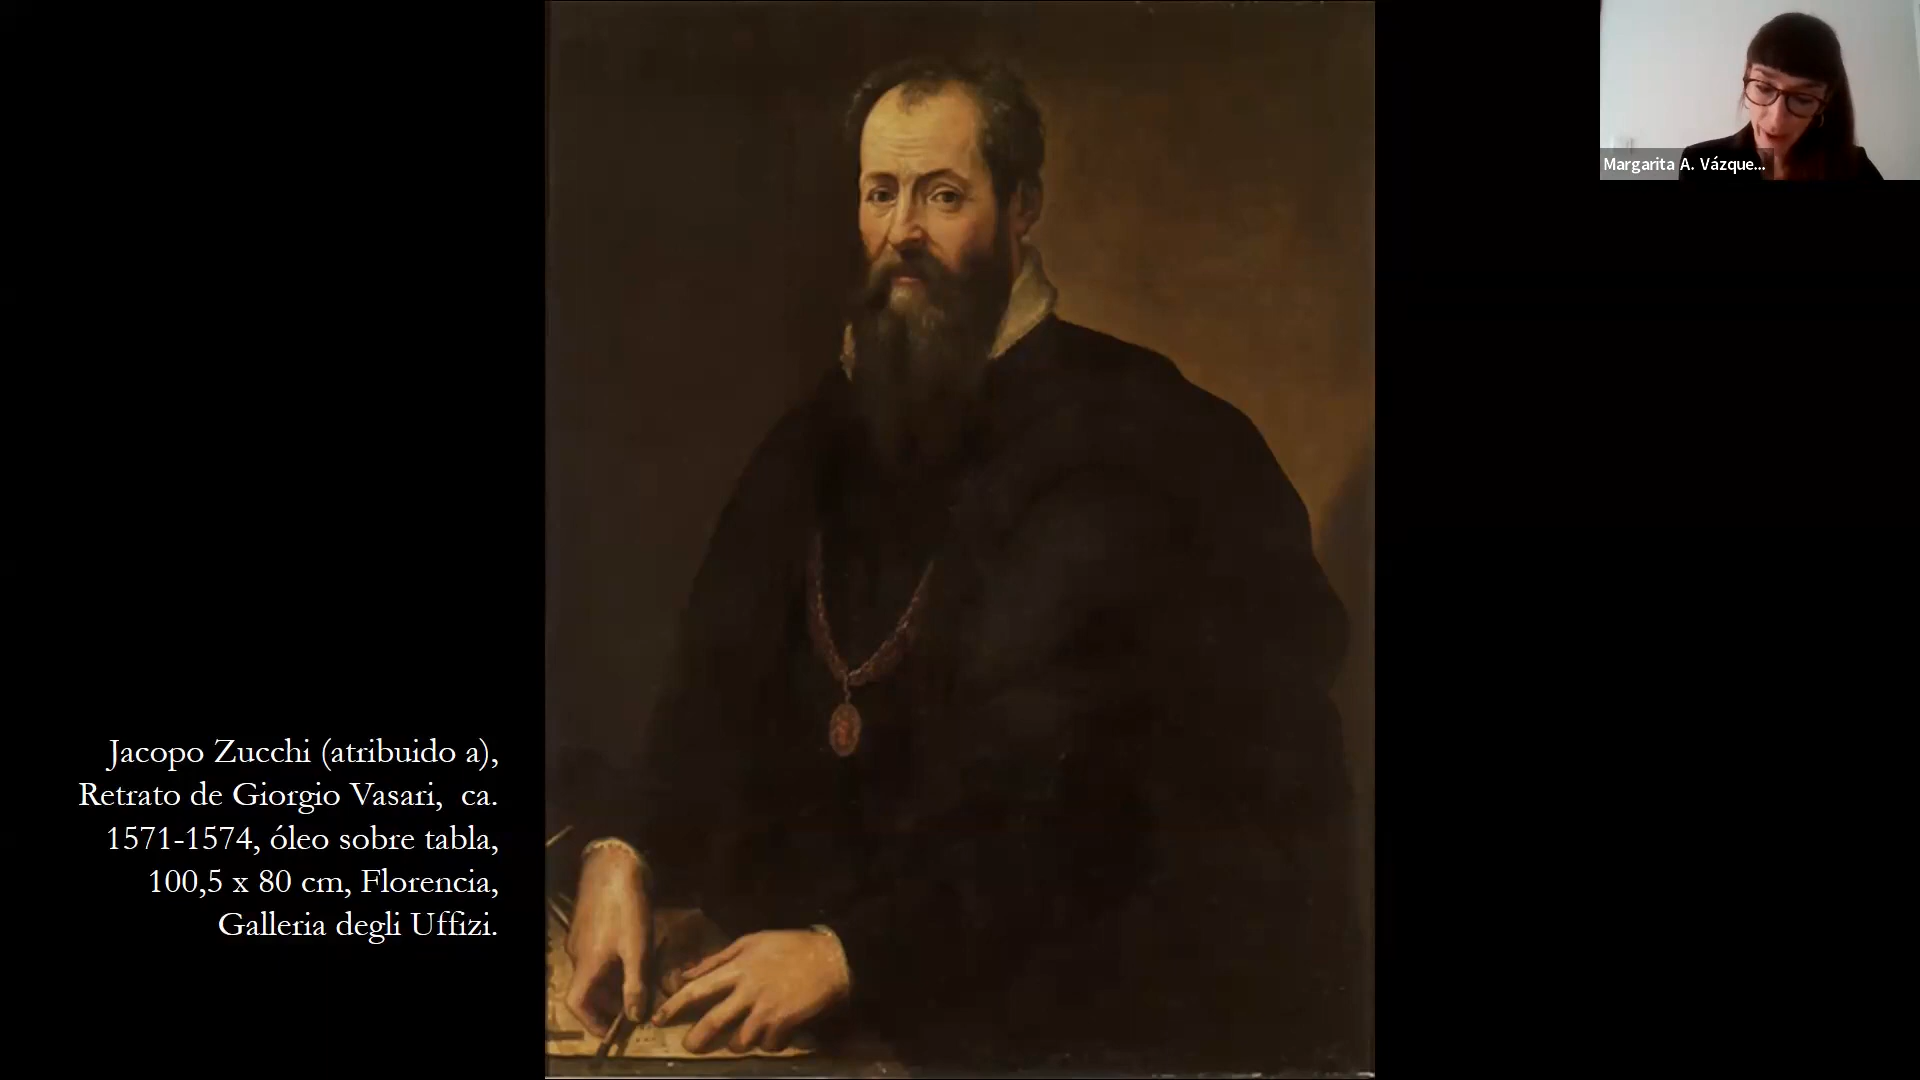 Margarita A. Vázque...
Jacopo Zucchi (atribuido a),
Retrato de Giorgio Vasari, ca.
1571-1574, óleo sobre tabla,
100,5 x 80 cm, Florencia,
Galleria degli Uffizi.